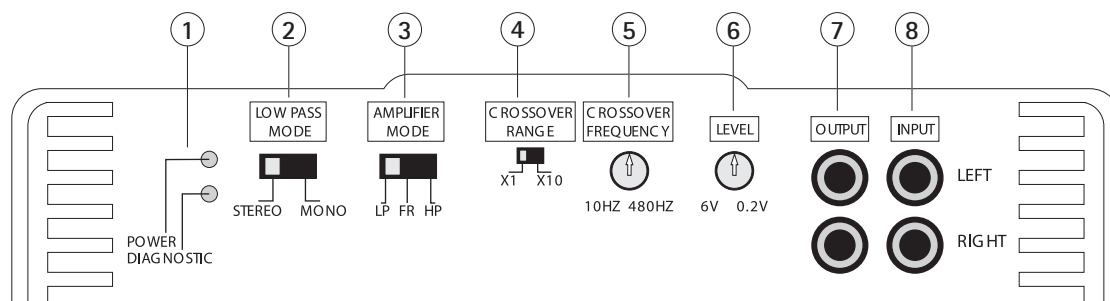 1 2 3 4 5 6 7 8
LOW PASS
MODE
AMPLIFIER
MODE
CROSSOVER
RANGE
CROSSOVER
FREQUENCY
LEVEL
OUTPUT
INPUT
X1 X10
LEFT
STEREO MONO
LP FR HP
10HZ 480HZ
6V 0.2V
POWER
DIAGNOSTIC
RIGHT